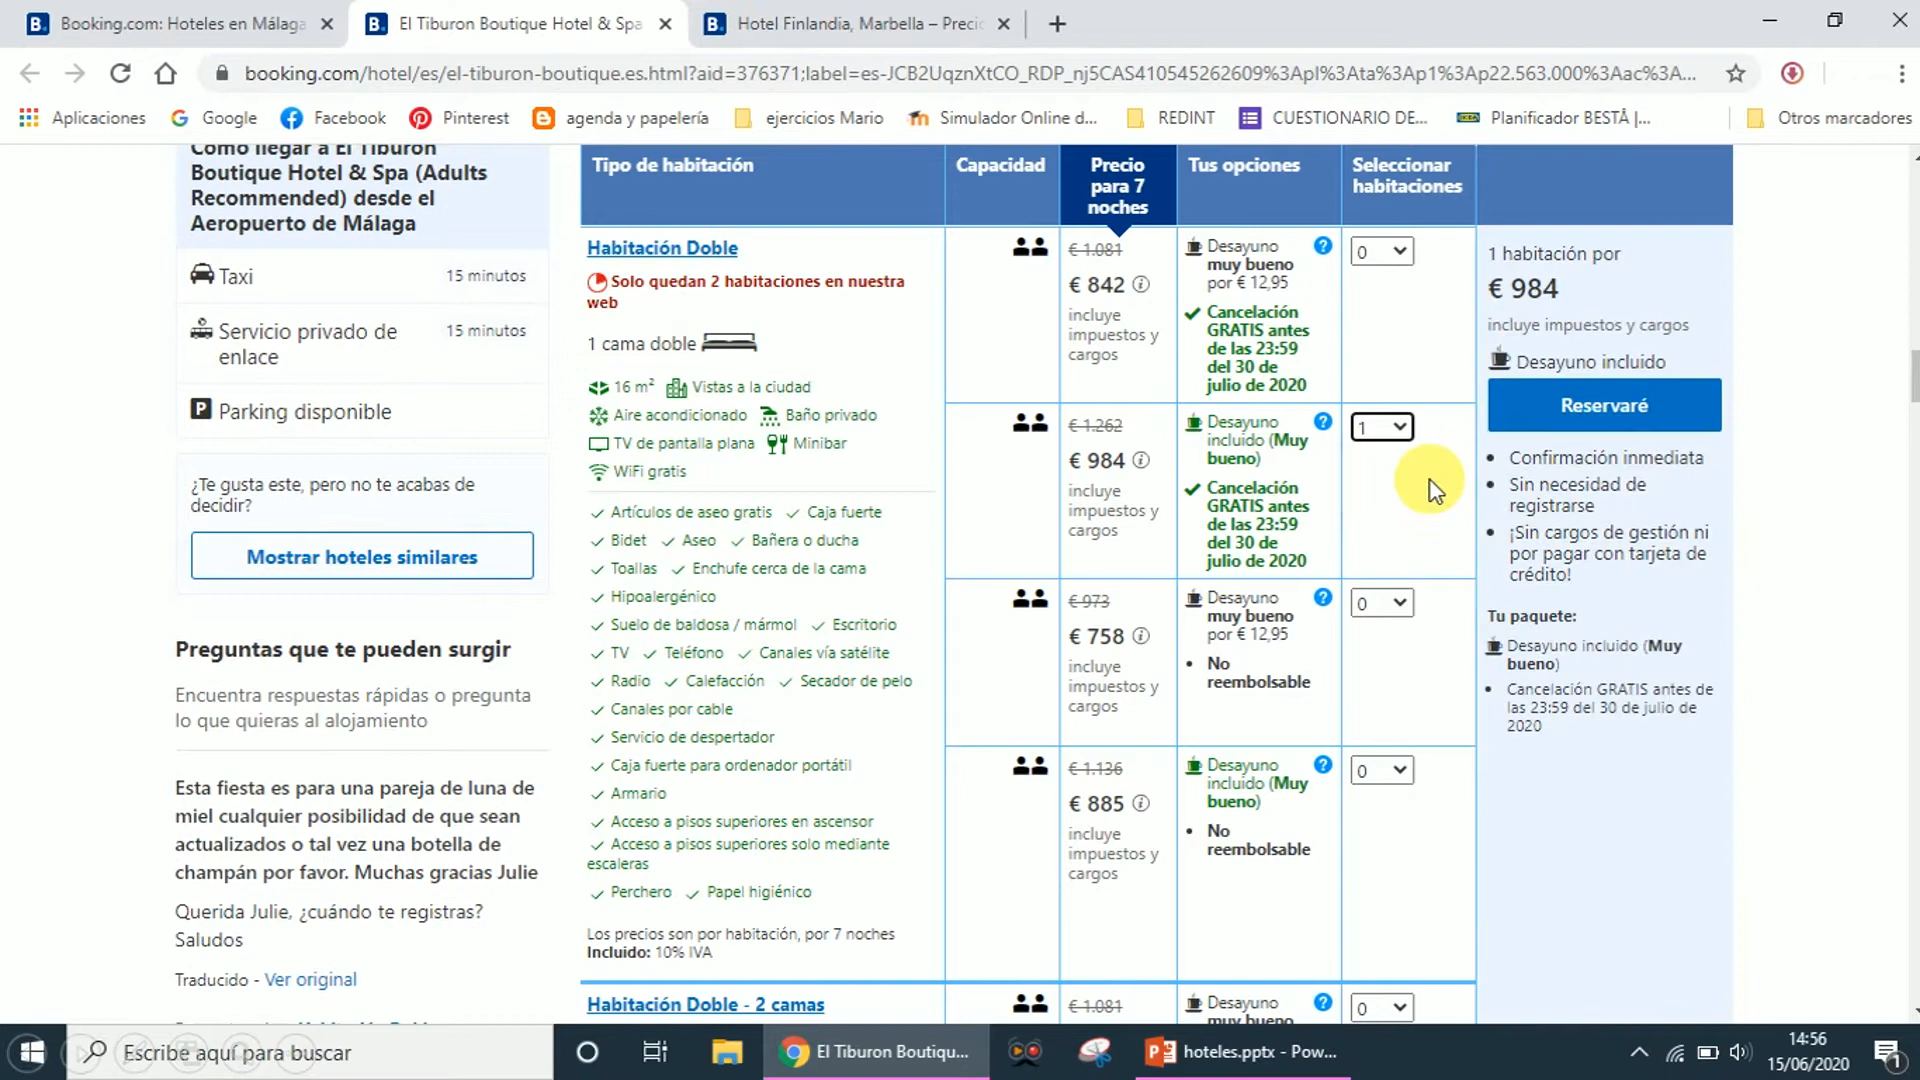 Booking.com: Hoteles en Málaga
El Tiburon Boutique Hotel & Spa
Hotel Finlandia, Marbella – Preci
booking.com/hotel/es/el-tiburon-boutique.es.html?aid=376371;label=es-JCB2UqznXtCO_RDP_nj5CAS410545262609%3Apl%3Ata%3Ap1%3Ap22.563.000%3Aac%3A...
Aplicaciones
Google
Facebook
Pinterest
agenda y papelería
ejercicios Mario
Simulador Online d...
REDINT
CUESTIONARIO DE...
Planificador BESTÅ |...
Otros marcadores
Cómo llegar a El Tiburon
Boutique Hotel & Spa (Adults
Recommended) desde el
Aeropuerto de Málaga
Taxi 15 minutos
Servicio privado de 15 minutos
enlace
Parking disponible
¿Te gusta este, pero no te acabas de
decidir?
Mostrar hoteles similares
Preguntas que te pueden surgir
Encuentra respuestas rápidas o pregunta
lo que quieras al alojamiento
Esta fiesta es para una pareja de luna de
miel cualquier posibilidad de que sean
actualizados o tal vez una botella de
champán por favor. Muchas gracias Julie
Querida Julie, ¿cuándo te registras?
Saludos
Traducido - Ver original
Tipo de habitación
Capacidad
Precio
para 7
noches
Tus opciones
Seleccionar
habitaciones
Habitación Doble
Solo quedan 2 habitaciones en nuestra
web
1 cama doble
16 m² Vistas a la ciudad
Aire acondicionado Baño privado
TV de pantalla plana Minibar
WiFi gratis
Artículos de aseo gratis Caja fuerte
Bidet Aseo Bañera o ducha
Toallas Enchufe cerca de la cama
Hipoalergénico
Suelo de baldosa / mármol Escritorio
TV Teléfono Canales vía satélite
Radio Calefacción Secador de pelo
Canales por cable
Servicio de despertador
Caja fuerte para ordenador portátil
Armario
Acceso a pisos superiores en ascensor
Acceso a pisos superiores solo mediante
escaleras
Perchero Papel higiénico
Los precios son por habitación, por 7 noches
Incluido: 10% IVA
€ 1.081
€ 842
incluye
impuestos y
cargos
Desayuno
muy bueno
por € 12,95
Cancelación
GRATIS antes
de las 23:59
del 30 de
julio de 2020
0
€ 1.262
€ 984
incluye
impuestos y
cargos
Desayuno
incluido (Muy
bueno)
Cancelación
GRATIS antes
de las 23:59
del 30 de
julio de 2020
1
€ 973
€ 758
incluye
impuestos y
cargos
Desayuno
muy bueno
por € 12,95
No
reembolsable
0
€ 1.136
€ 885
incluye
impuestos y
cargos
Desayuno
incluido (Muy
bueno)
No
reembolsable
0
Habitación Doble - 2 camas
€ 1.081
Desayuno
muy bueno
0
1 habitación por
€ 984
incluye impuestos y cargos
Desayuno incluido
Reservaré
Confirmación inmediata
Sin necesidad de
registrarse
¡Sin cargos de gestión ni
por pagar con tarjeta de
crédito!
Tu paquete:
Desayuno incluido (Muy
bueno)
Cancelación GRATIS antes de
las 23:59 del 30 de julio de
2020
Escribe aquí para buscar
El Tiburon Boutiqu...
hoteles.pptx - Pow...
14:56
15/06/2020
1